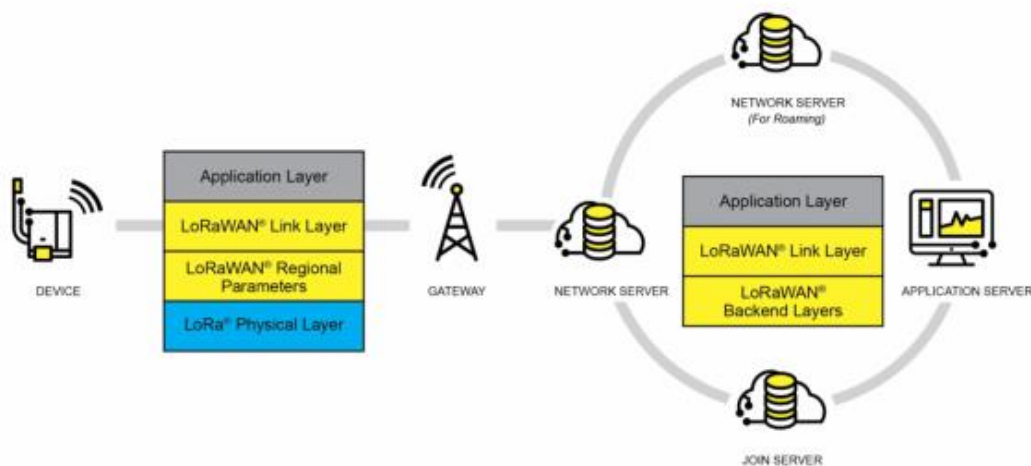 NETWORK SERVER
(For Roaming)
Application Layer
LoRaWAN® Link Layer
LoRaWAN® Regional
Parameters
LoRa® Physical Layer
DEVICE
GATEWAY
NETWORK SERVER
Application Layer
LoRaWAN® Link Layer
LoRaWAN®
Backend Layers
APPLICATION SERVER
JOIN SERVER